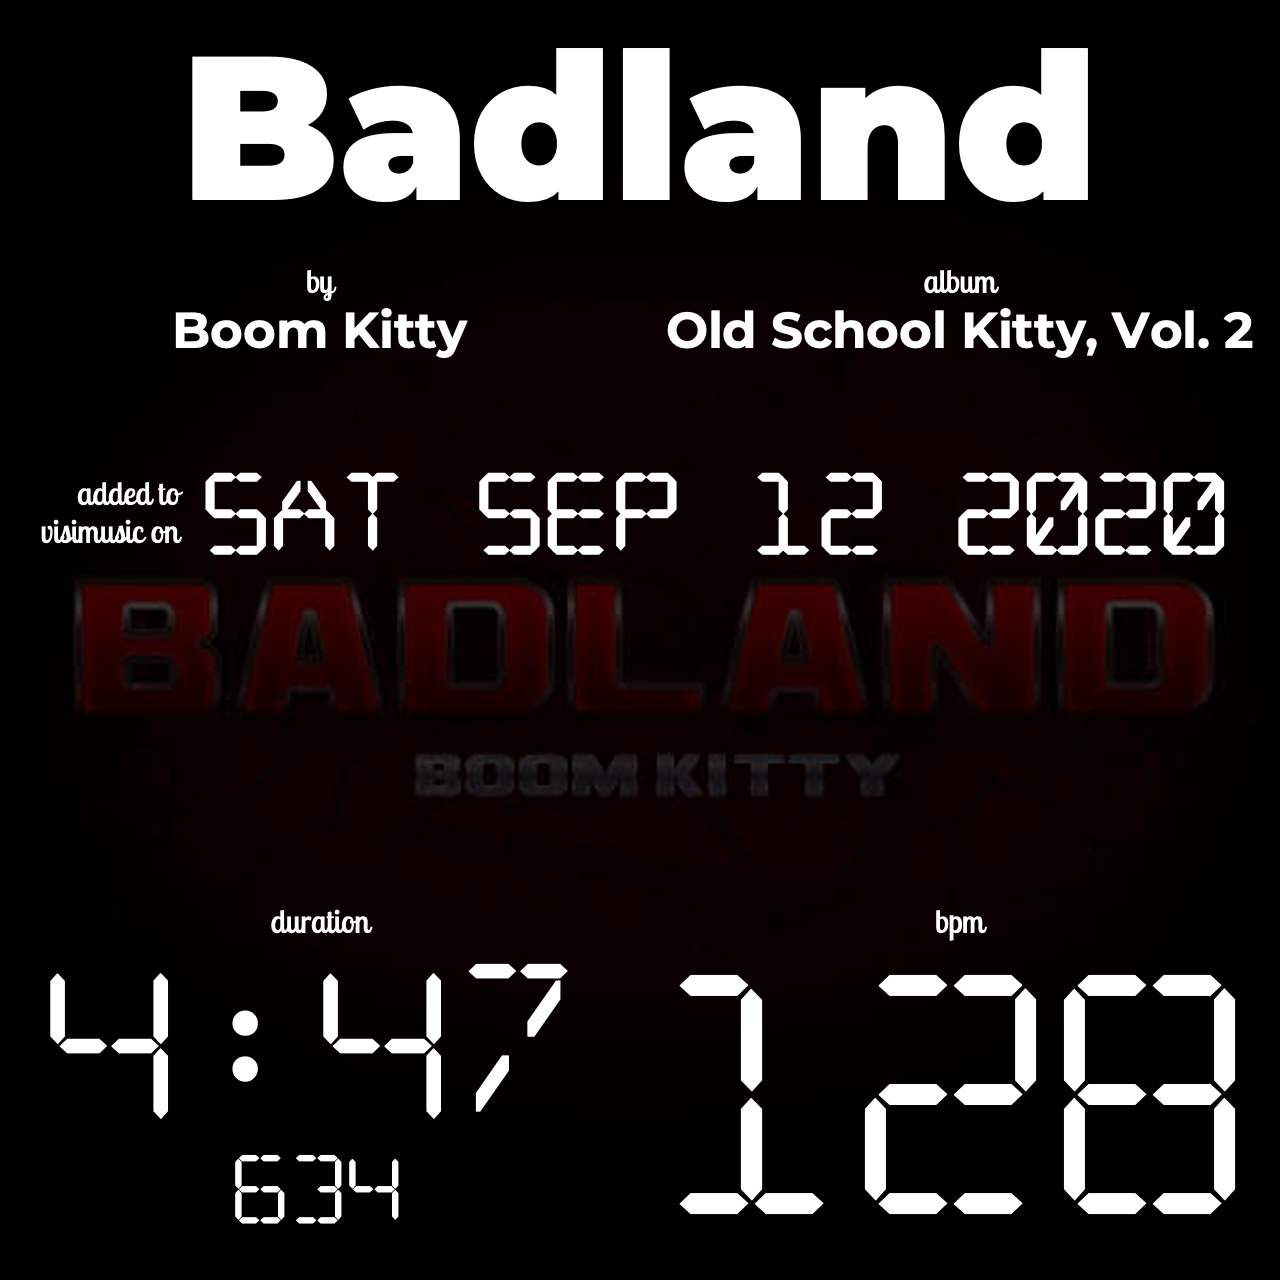 Badland
by
Boom Kitty
album
Old School Kitty, Vol. 2
added to
visimusic on
SAT SEP 12 2020
BADLAND
BOOM KITTY
duration
4:47
634
bpm
128